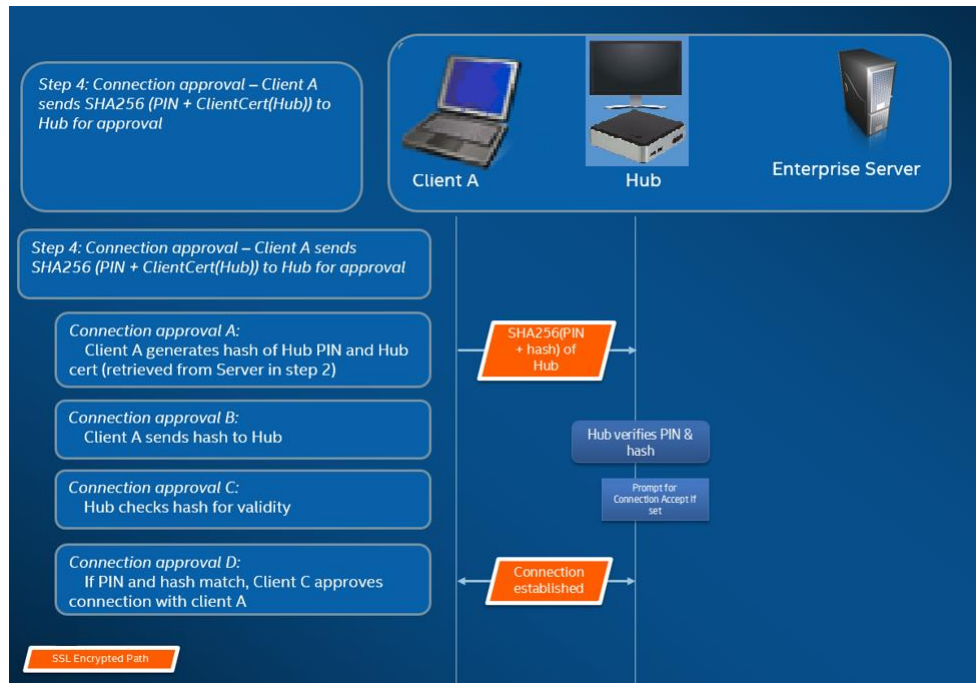 Step 4: Connection approval – Client A
sends SHA256 (PIN + ClientCert(Hub)) to
Hub for approval
Client A
Hub
Enterprise Server
Step 4: Connection approval – Client A sends
SHA256 (PIN + ClientCert(Hub)) to Hub for approval
Connection approval A:
Client A generates hash of Hub PIN and Hub
cert (retrieved from Server in step 2)
SHA256(PIN
+ hash) of
Hub
Connection approval B:
Client A sends hash to Hub
Hub verifies PIN &
hash
Connection approval C:
Hub checks hash for validity
Prompt for
Connection Accept If
set
Connection approval D:
If PIN and hash match, Client C approves
connection with client A
Connection
established
SSL Encrypted Path